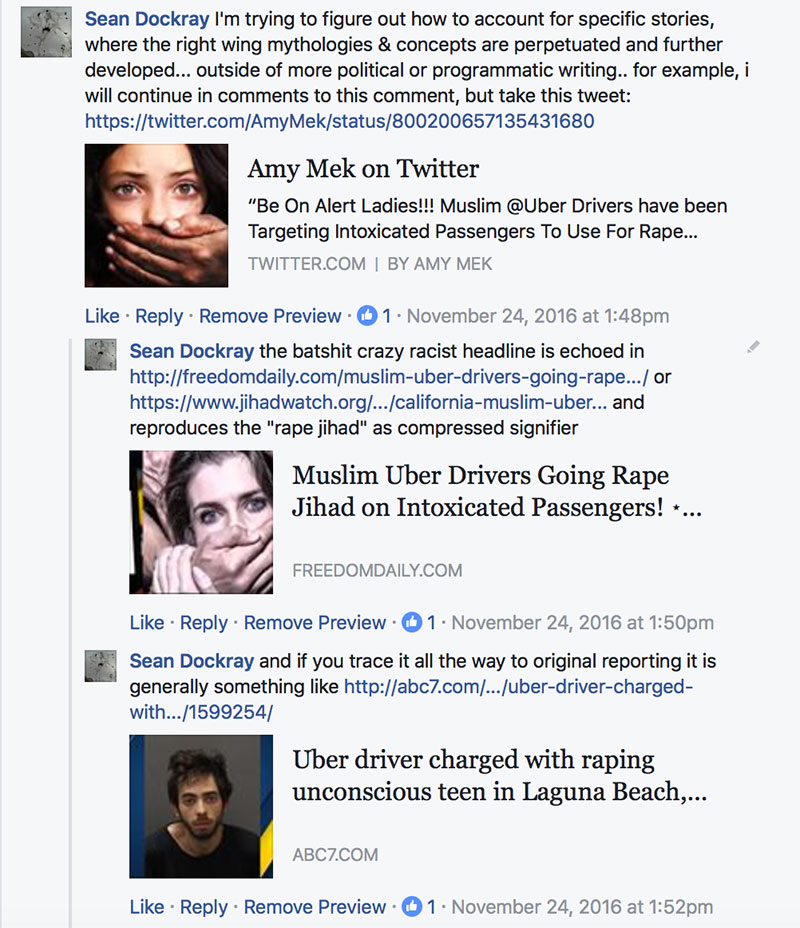 Sean Dockray I'm trying to figure out how to account for specific stories,
where the right wing mythologies & concepts are perpetuated and further
developed... outside of more political or programmatic writing.. for example, i
will continue in comments to this comment, but take this tweet:
https://twitter.com/AmyMek/status/800200657135431680
Amy Mek on Twitter
“Be On Alert Ladies!!! Muslim @Uber Drivers have been
Targeting Intoxicated Passengers To Use For Rape...
TWITTER.COM | BY AMY MEK
Like · Reply · Remove Preview · 1 · November 24, 2016 at 1:48pm
Sean Dockray the batshit crazy racist headline is echoed in
http://freedomdaily.com/muslim-uber-drivers-going-rape.../ or
https://www.jihadwatch.org/.../california-muslim-uber... and
reproduces the "rape jihad" as compressed signifier
Muslim Uber Drivers Going Rape
Jihad on Intoxicated Passengers! ⋆...
FREEDOMDAILY.COM
Like · Reply · Remove Preview · 1 · November 24, 2016 at 1:50pm
Sean Dockray and if you trace it all the way to original reporting it is
generally something like http://abc7.com/.../uber-driver-charged-
with.../1599254/
Uber driver charged with raping
unconscious teen in Laguna Beach,...
ABC7.COM
Like · Reply · Remove Preview · 1 · November 24, 2016 at 1:52pm